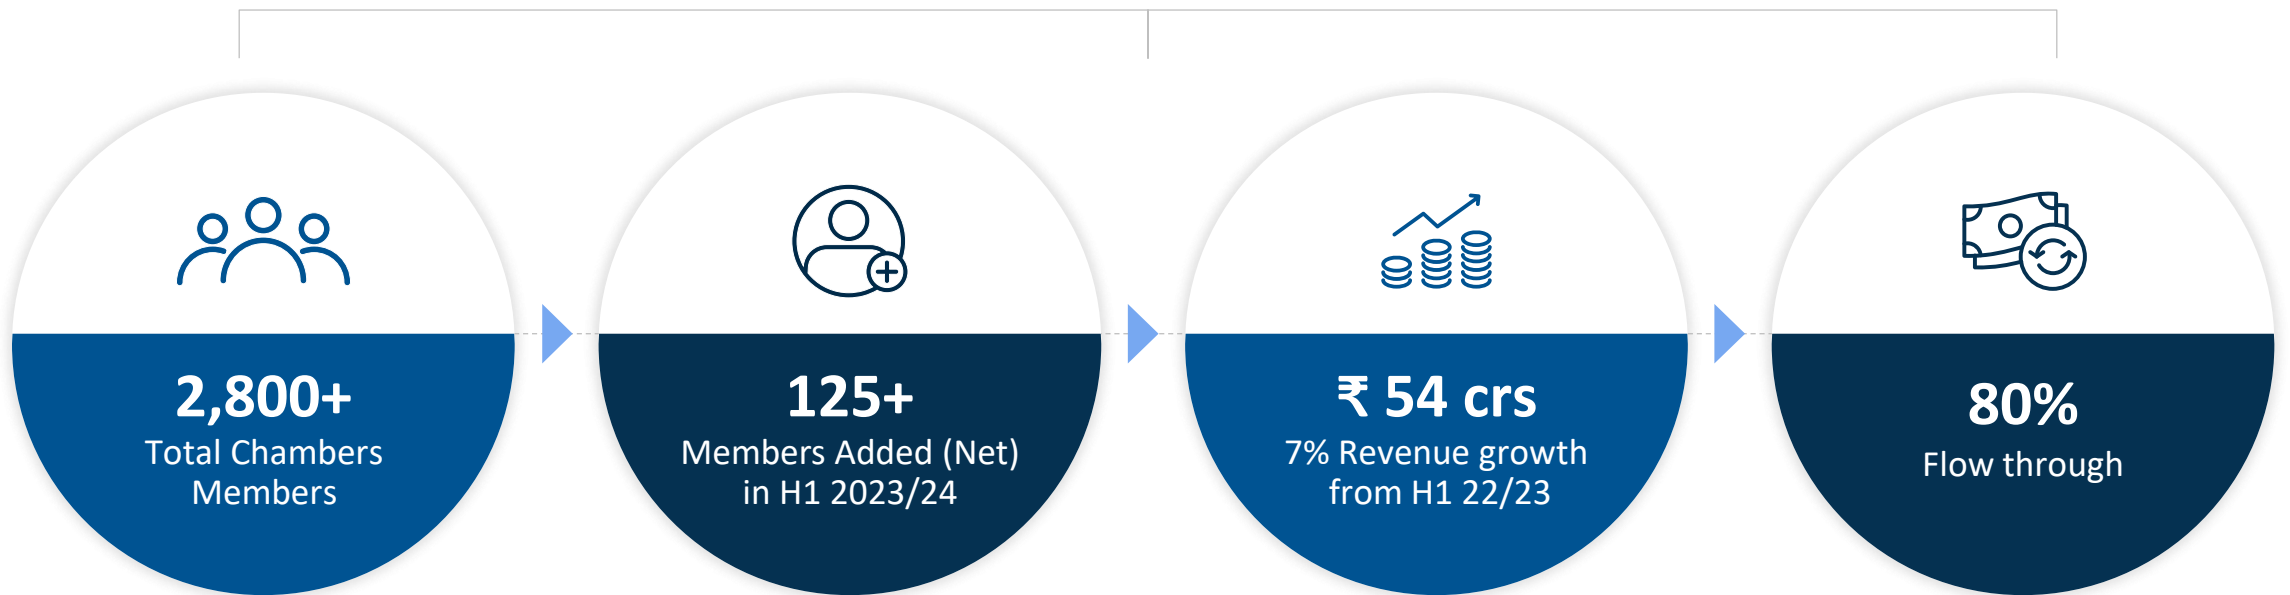 2,800+
Total Chambers
Members
125+
Members Added (Net)
in H1 2023/24
₹ 54 crs
7% Revenue growth
from H1 22/23
80%
Flow through